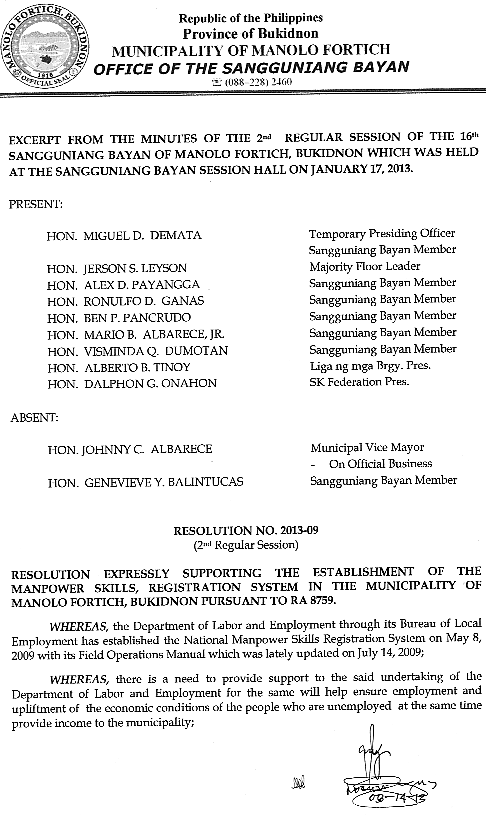 MANOLO FORTICH, BUKIDNON
1916
OFFICIAL SEAL
Republic of the Philippines
Province of Bukidnon
MUNICIPALITY OF MANOLO FORTICH
OFFICE OF THE SANGGUNIANG BAYAN
☏ (088-228) 2460
EXCERPT FROM THE MINUTES OF THE 2nd REGULAR SESSION OF THE 16th
SANGGUNIANG BAYAN OF MANOLO FORTICH, BUKIDNON WHICH WAS HELD
AT THE SANGGUNIANG BAYAN SESSION HALL ON JANUARY 17, 2013.
PRESENT:
HON. MIGUEL D. DEMATA Temporary Presiding Officer
Sangguniang Bayan Member
HON. JERSON S. LEYSON Majority Floor Leader
HON. ALEX D. PAYANGGA Sangguniang Bayan Member
HON. RONULFO D. GANAS Sangguniang Bayan Member
HON. BEN P. PANCRUDO Sangguniang Bayan Member
HON. MARIO B. ALBARECE, JR. Sangguniang Bayan Member
HON. VISMINDA Q. DUMOTAN Sangguniang Bayan Member
HON. ALBERTO B. TINOY Liga ng mga Brgy. Pres.
HON. DALPHON G. ONAHON SK Federation Pres.
ABSENT:
HON. JOHNNY C. ALBARECE Municipal Vice Mayor
- On Official Business
HON. GENEVIEVE Y. BALINTUCAS Sangguniang Bayan Member
RESOLUTION NO. 2013-09
(2nd Regular Session)
RESOLUTION EXPRESSLY SUPPORTING THE ESTABLISHMENT OF THE
MANPOWER SKILLS, REGISTRATION SYSTEM IN THE MUNICIPALITY OF
MANOLO FORTICH, BUKIDNON PURSUANT TO RA 8759.
WHEREAS, the Department of Labor and Employment through its Bureau of Local
Employment has established the National Manpower Skills Registration System on May 8,
2009 with its Field Operations Manual which was lately updated on July 14, 2009;
WHEREAS, there is a need to provide support to the said undertaking of the
Department of Labor and Employment for the same will help ensure employment and
upliftment of the economic conditions of the people who are unemployed at the same time
provide income to the municipality;
03-14-13